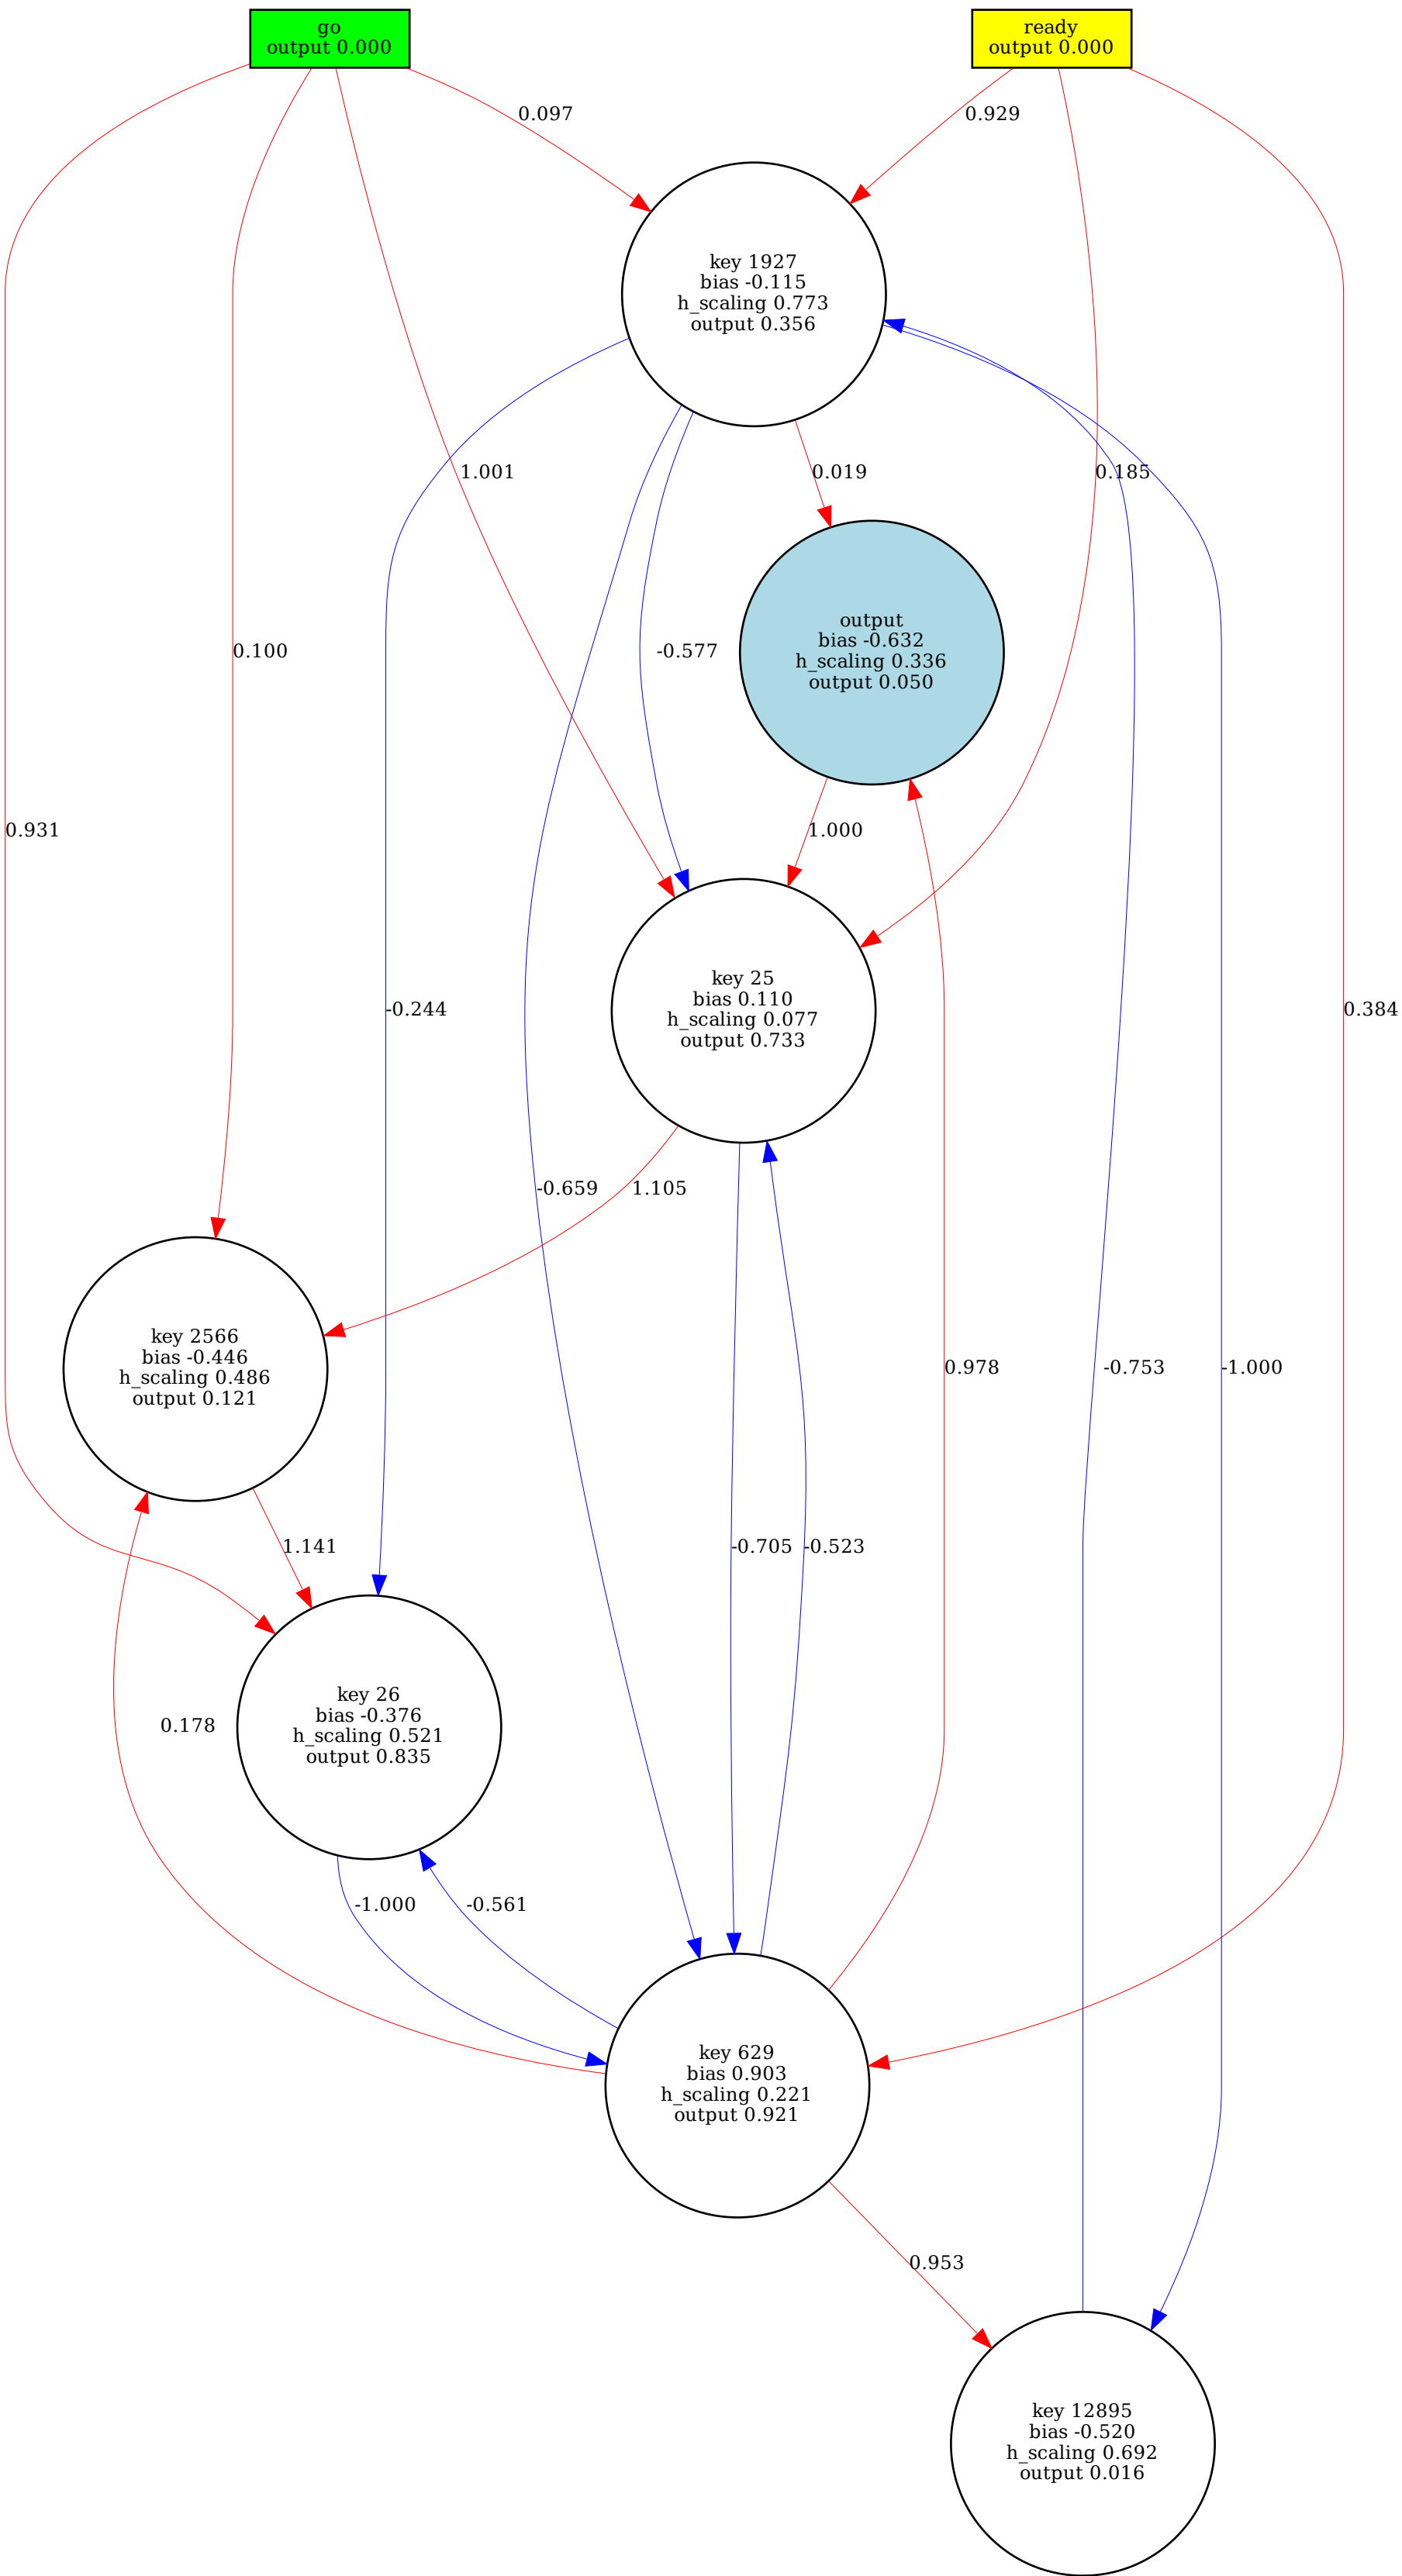 go
output 0.000
ready
output 0.000
0.097
0.929
key 1927
bias -0.115
h_scaling 0.773
output 0.356
1.001
0.019
0.185
0.100
-0.577
output
bias -0.632
h_scaling 0.336
output 0.050
0.931
1.000
-0.244
key 25
bias 0.110
h_scaling 0.077
output 0.733
0.384
-0.659
1.105
key 2566
bias -0.446
h_scaling 0.486
output 0.121
0.978
-0.753
-1.000
1.141
-0.705
-0.523
0.178
key 26
bias -0.376
h_scaling 0.521
output 0.835
-1.000
-0.561
key 629
bias 0.903
h_scaling 0.221
output 0.921
0.953
key 12895
bias -0.520
h_scaling 0.692
output 0.016